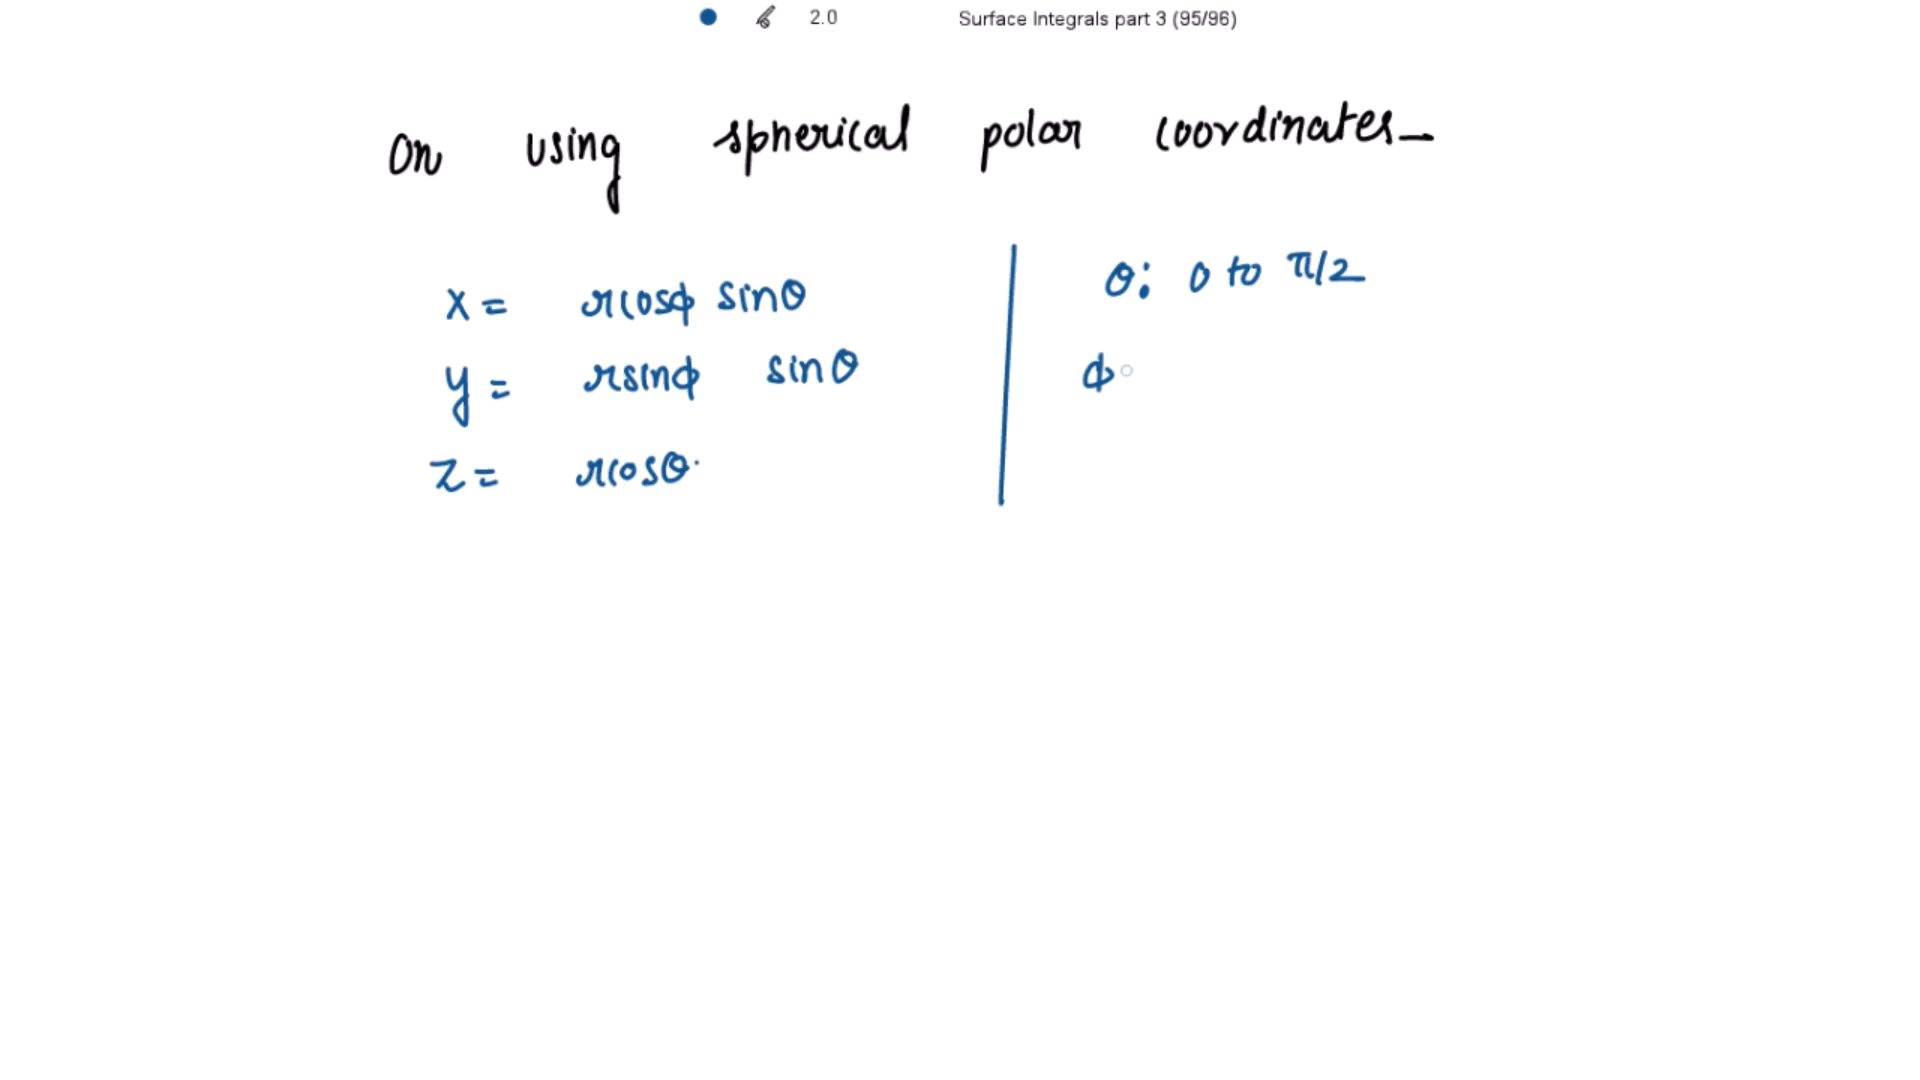 2.0 Surface Integrals part 3 (95/96)
On using spherical polar coordinates-
x = rcosφ sinθ
y = rsinφ sinθ
z = rcosθ.
θ: 0 to π/2
φ